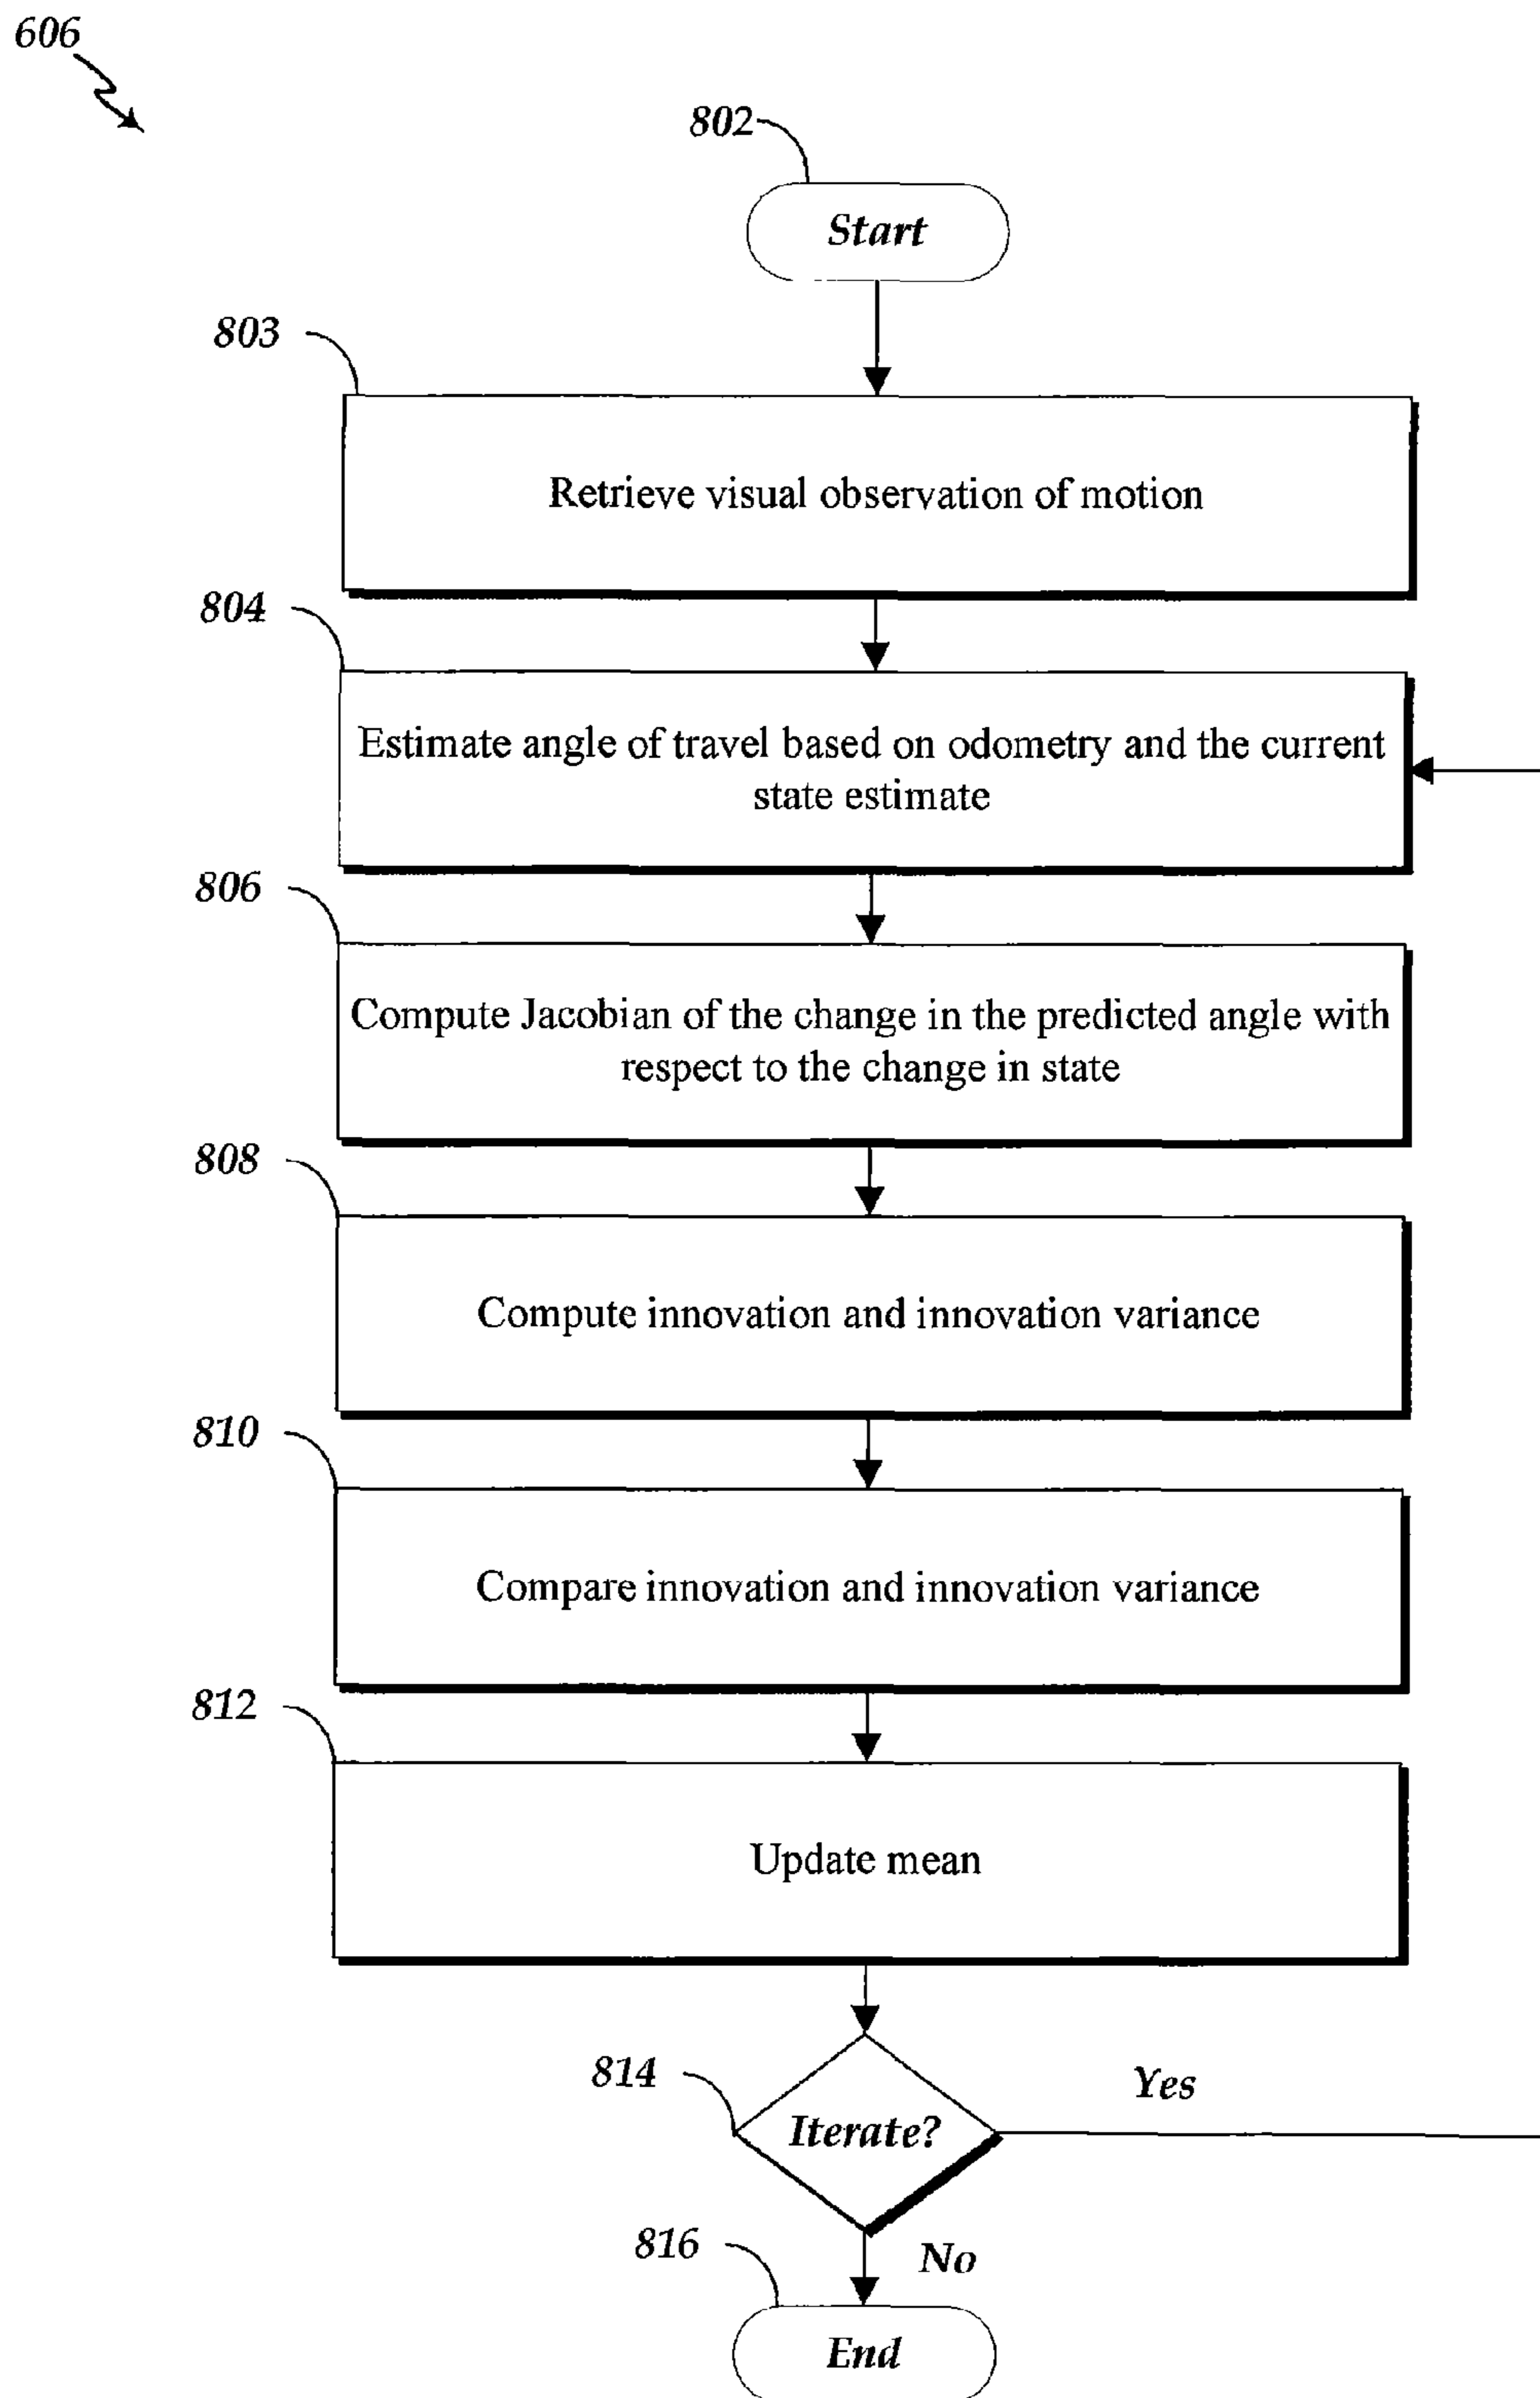 606
802
Start
803
Retrieve visual observation of motion
804
Estimate angle of travel based on odometry and the current
state estimate
806
Compute Jacobian of the change in the predicted angle with
respect to the change in state
808
Compute innovation and innovation variance
810
Compare innovation and innovation variance
812
Update mean
814
Iterate?
Yes
816
No
End